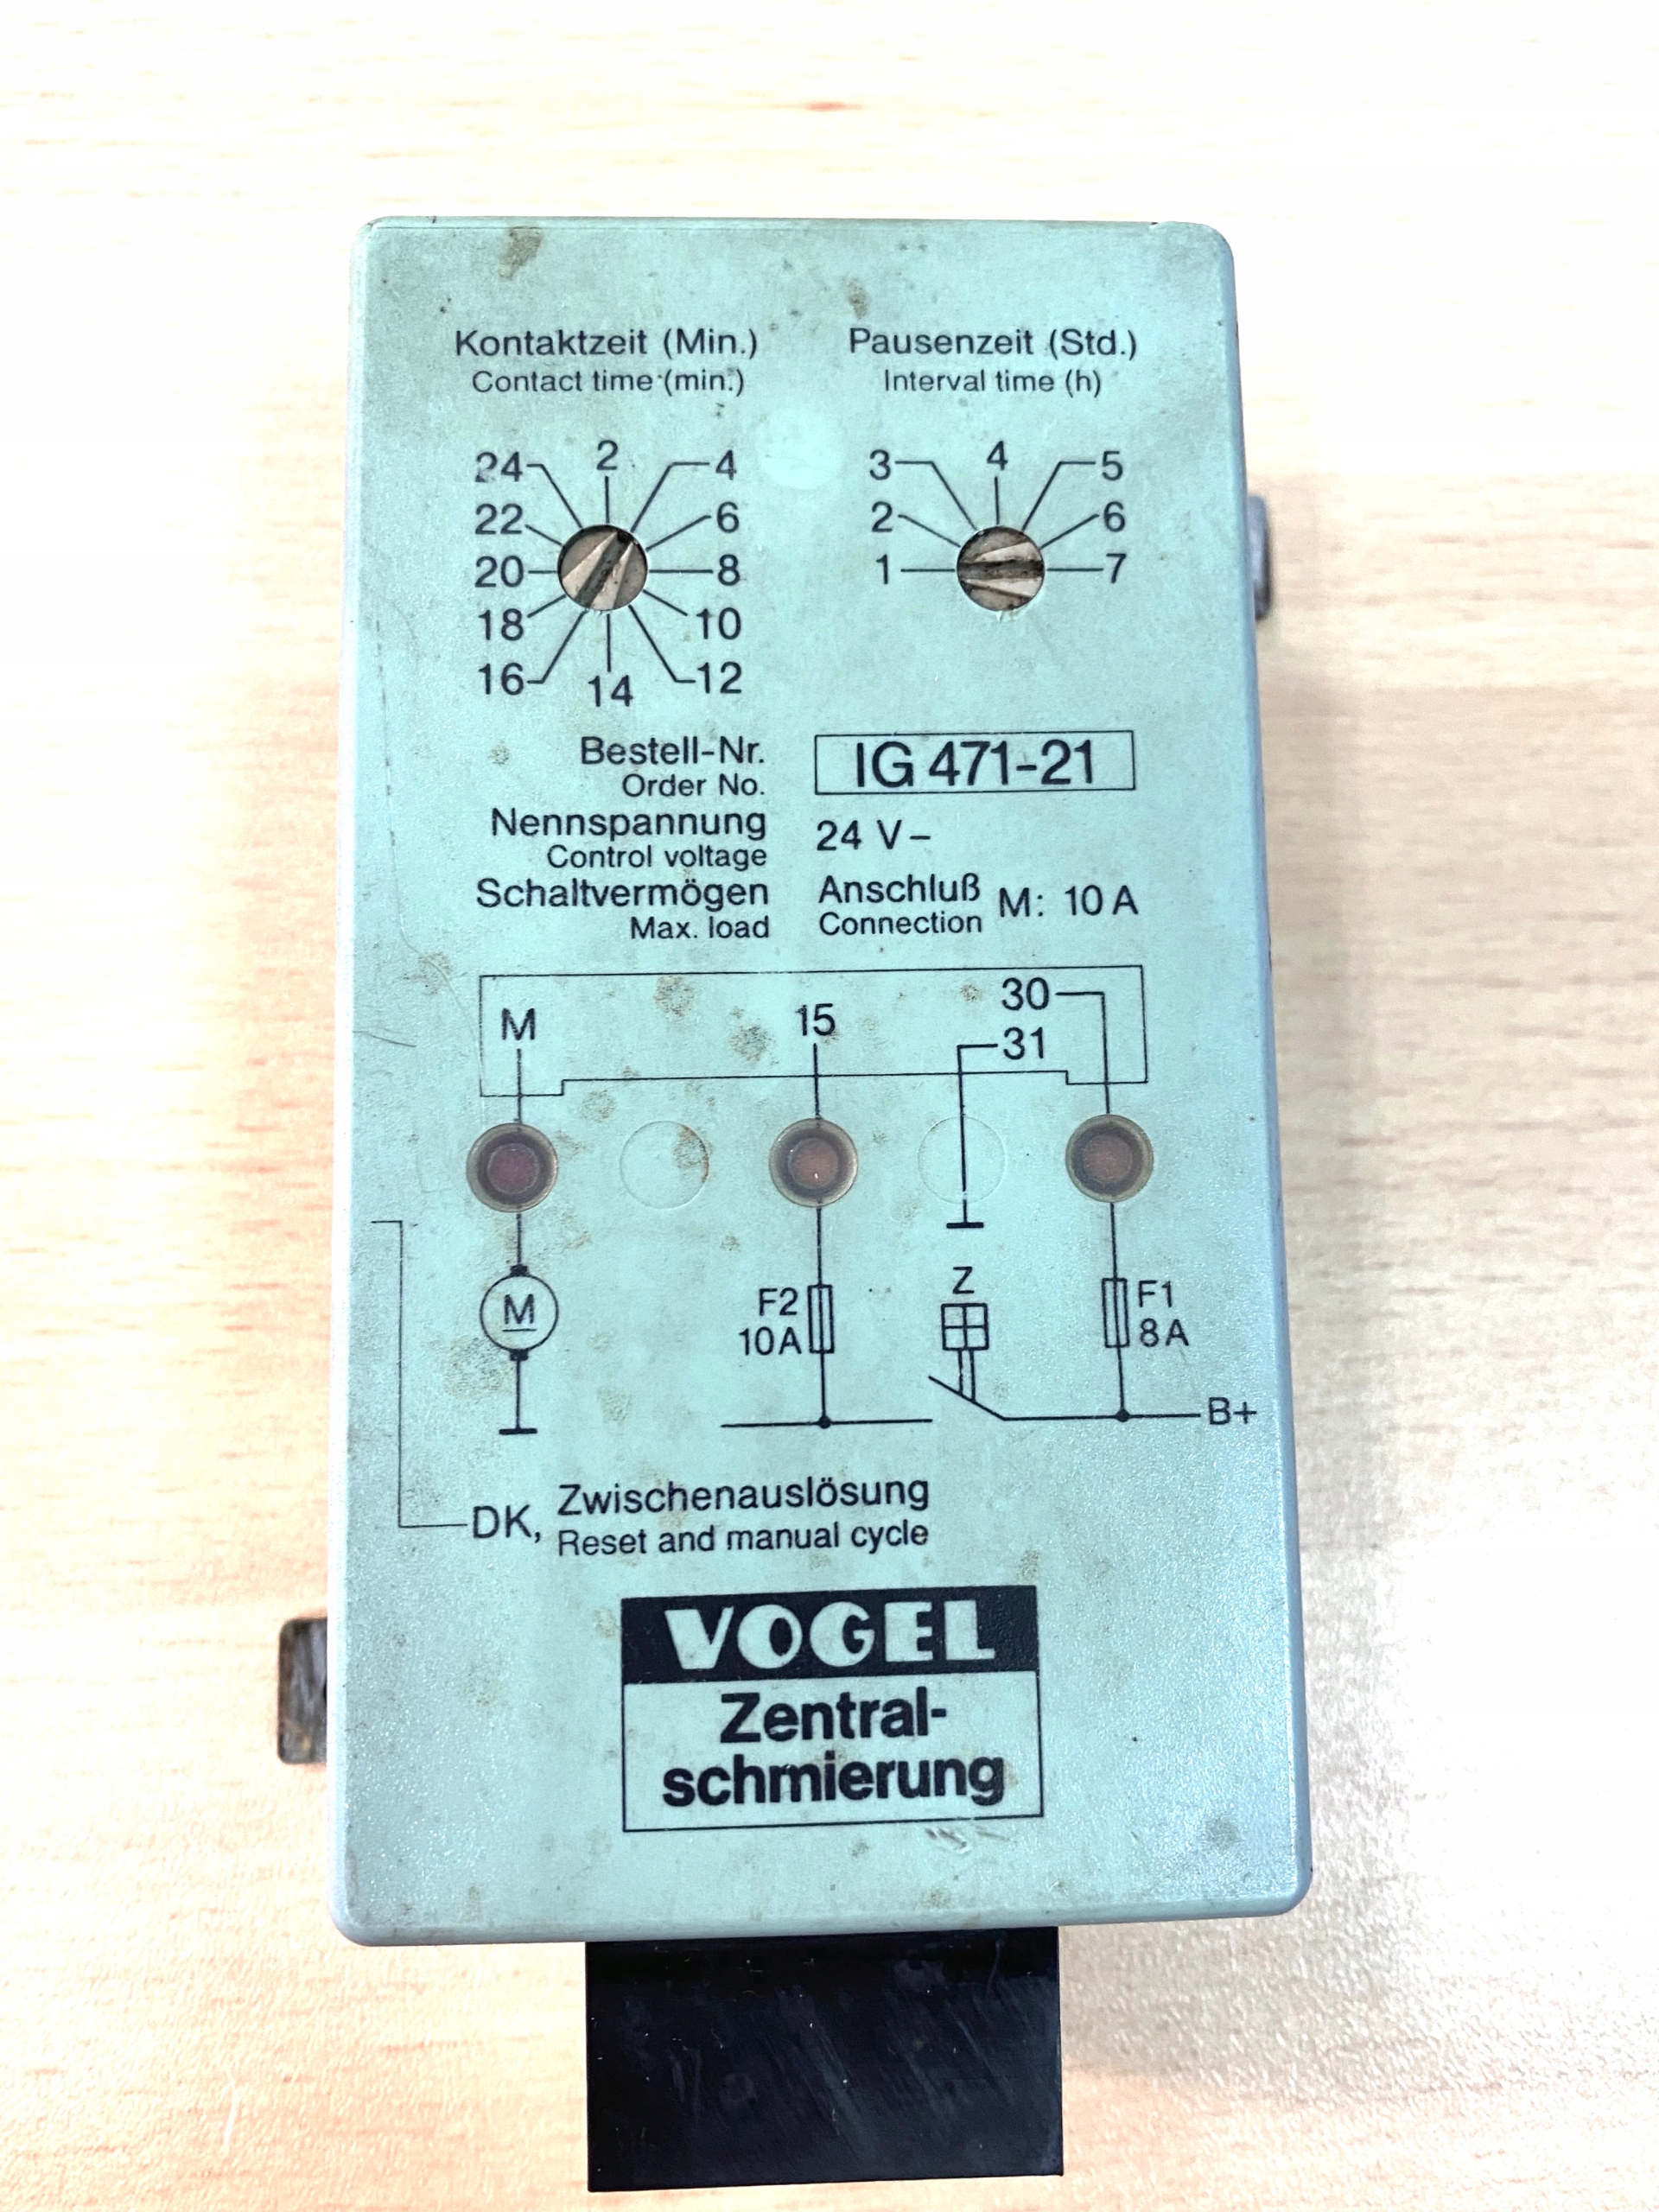 Kontaktzeit (Min.) Pausenzeit (Std.)
Contact time (min.) Interval time (h)
24 2 4 3 4 5
22 6 2 6
20 8 1 7
18 10
16 14 12
Bestell-Nr. IG 471-21
Order No.
Nennspannung 24 V–
Control voltage
Schaltvermögen Anschluß M: 10 A
Max. load Connection
M 15 30
31
M F2 10A Z F1 8A
B+
DK, Zwischenauslösung
Reset and manual cycle
VOGEL
Zentral-
schmierung